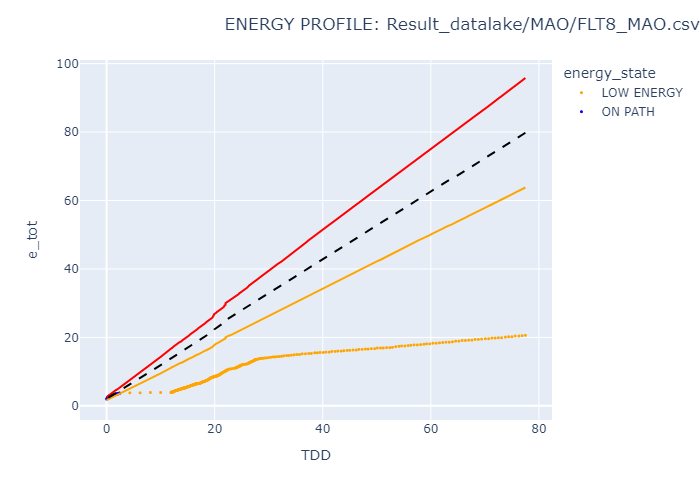 ENERGY PROFILE: Result_datalake/MAO/FLT8_MAO.csv
energy_state
LOW ENERGY
ON PATH
e_tot
100
80
60
40
20
0
0
20
40
60
80
TDD